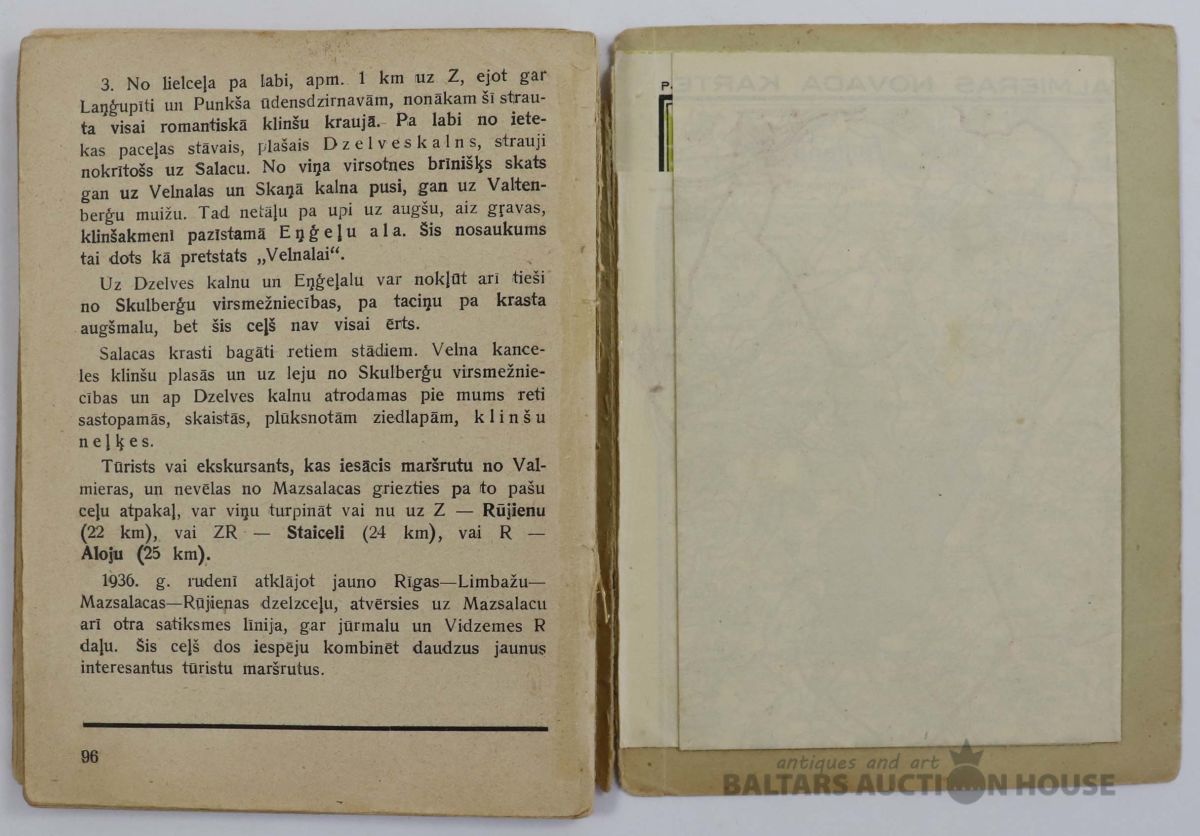 3. No lielceļa pa labi, apm. 1 km uz Z, ejot gar
Laņģupīti un Punkša ūdensdzirnavām, nonākam šī strau-
ta visai romantiskā klinšu kraujā. Pa labi no iete-
kas paceļas stāvais, plašais Dzelveskalns, strauji
nokrītošs uz Salacu. No viņa virsotnes brīnišķs skats
gan uz Velnalas un Skaņā kalna pusi, gan uz Valten-
berģu muižu. Tad netāļu pa upi uz augšu, aiz gŗavas,
klinšakmenī pazīstamā Eņģeļu ala. Šis nosaukums
tai dots kā pretstats „Velnalai“.
Uz Dzelves kalnu un Eņģeļalu var nokļūt arī tieši
no Skulberģu virsmežniecības, pa taciņu pa krasta
augšmalu, bet šis ceļš nav visai ērts.
Salacas krasti bagāti retiem stādiem. Velna kance-
les klinšu plasās un uz leju no Skulberģu virsmežnie-
cības un ap Dzelves kalnu atrodamas pie mums reti
sastopamās, skaistās, plūksnotām ziedlapām, klinšu
neļķes.
Tūrists vai ekskursants, kas iesācis maršrutu no Val-
mieras, un nevēlas no Mazsalacas griezties pa to pašu
ceļu atpakaļ, var viņu turpināt vai nu uz Z — Rūjienu
(22 km), vai ZR — Staiceli (24 km), vai R —
Aloju (25 km).
1936. g. rudenī atklājot jauno Rīgas—Limbažu—
Mazsalacas—Rūjienas dzelzceļu, atvērsies uz Mazsalacu
arī otra satiksmes līnija, gar jūrmalu un Vidzemes R
daļu. Šis ceļš dos iespēju kombinēt daudzus jaunus
interesantus tūristu maršrutus.
96
VALMIERAS NOVADA KARTE
antiques and art
BALTARS AUCTION HOUSE